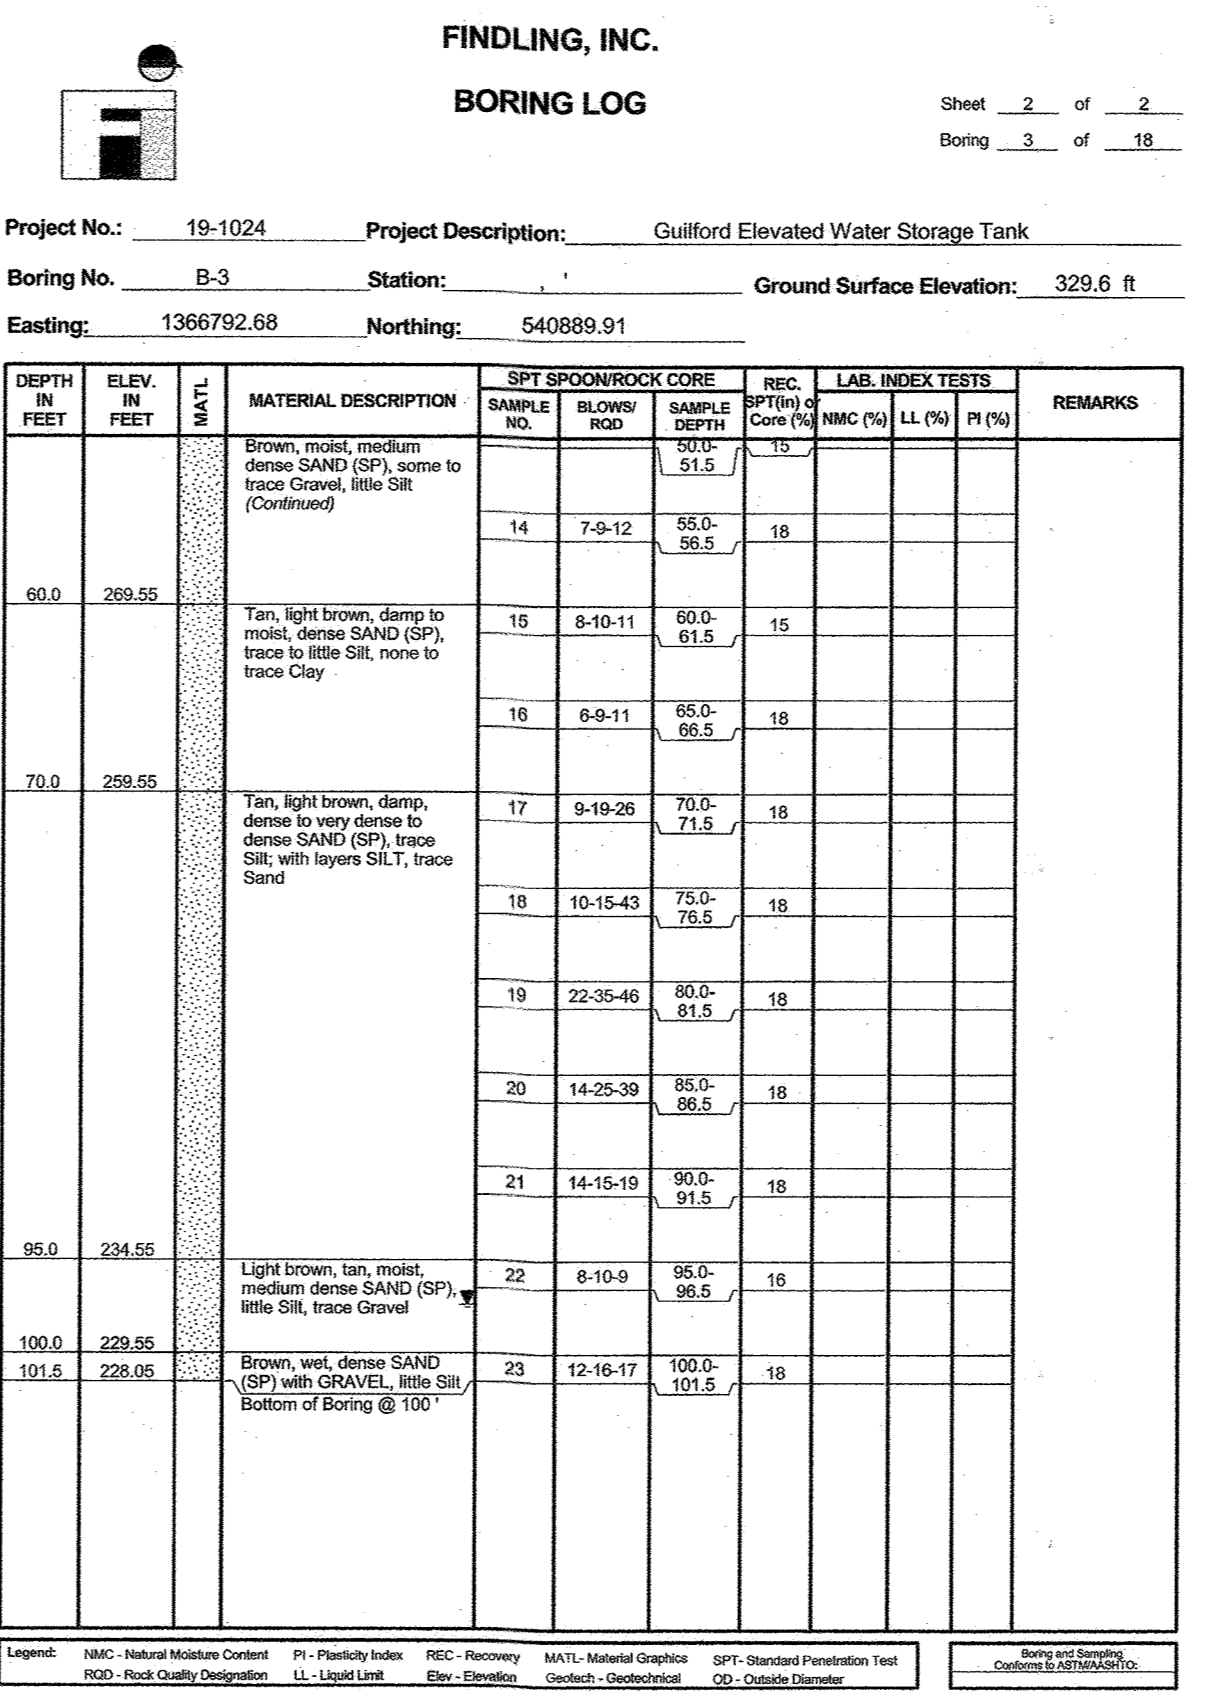 FINDLING, INC.
BORING LOG
Sheet 2 of 2
Boring 3 of 18
Project No.: 19-1024 Project Description: Guilford Elevated Water Storage Tank
Boring No. B-3 Station: , ' Ground Surface Elevation: 329.6 ft
Easting: 1366792.68 Northing: 540889.91
DEPTH IN FEET
ELEV. IN FEET
MATL
MATERIAL DESCRIPTION
SPT SPOON/ROCK CORE
SAMPLE NO.
BLOWS/ RQD
SAMPLE DEPTH
REC. SPT(in) o Core (%)
LAB. INDEX TESTS
NMC (%) LL (%) PI (%)
REMARKS
Brown, moist, medium
dense SAND (SP), some to
trace Gravel, little Silt
(Continued)
50.0-51.5 15
14 7-9-12 55.0-56.5 18
60.0 269.55
Tan, light brown, damp to
moist, dense SAND (SP),
trace to little Silt, none to
trace Clay
15 8-10-11 60.0-61.5 15
16 6-9-11 65.0-66.5 18
70.0 259.55
Tan, light brown, damp,
dense to very dense to
dense SAND (SP), trace
Silt; with layers SILT, trace
Sand
17 9-19-26 70.0-71.5 18
18 10-15-43 75.0-76.5 18
19 22-35-46 80.0-81.5 18
20 14-25-39 85.0-86.5 18
21 14-15-19 90.0-91.5 18
95.0 234.55
Light brown, tan, moist,
medium dense SAND (SP),
little Silt, trace Gravel
22 8-10-9 95.0-96.5 16
100.0 229.55
101.5 228.05
Brown, wet, dense SAND
(SP) with GRAVEL, little Silt
23 12-16-17 100.0-101.5 18
Bottom of Boring @ 100 '
Legend: NMC - Natural Moisture Content PI - Plasticity Index REC - Recovery MATL- Material Graphics SPT- Standard Penetration Test
RQD - Rock Quality Designation LL - Liquid Limit Elev - Elevation Geotech - Geotechnical OD - Outside Diameter
Boring and Sampling
Conforms to ASTM/AASHTO: